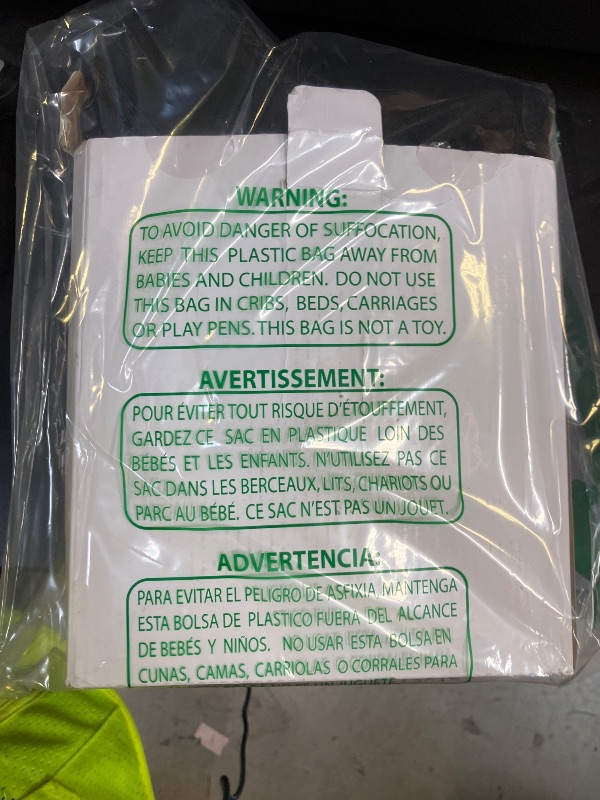 WARNING:
TO AVOID DANGER OF SUFFOCATION,
KEEP THIS PLASTIC BAG AWAY FROM
BABIES AND CHILDREN. DO NOT USE
THIS BAG IN CRIBS, BEDS, CARRIAGES
OR PLAY PENS. THIS BAG IS NOT A TOY.
AVERTISSEMENT:
POUR ÉVITER TOUT RISQUE D'ÉTOUFFEMENT,
GARDEZ CE SAC EN PLASTIQUE LOIN DES
BÉBÉS ET LES ENFANTS. N'UTILISEZ PAS CE
SAC DANS LES BERCEAUX, LITS, CHARIOTS OU
PARC AU BÉBÉ. CE SAC N'EST PAS UN JOUET.
ADVERTENCIA:
PARA EVITAR EL PELIGRO DE ASFIXIA MANTENGA
ESTA BOLSA DE PLASTICO FUERA DEL ALCANCE
DE BEBÉS Y NIÑOS. NO USAR ESTA BOLSA EN
CUNAS, CAMAS, CARRIOLAS O CORRALES PARA
UN JUGUETE